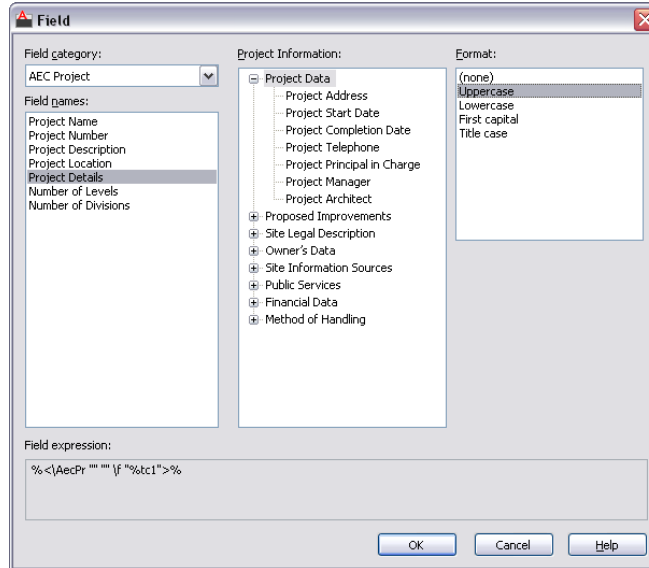 Field
Field category:
AEC Project
Field names:
Project Name
Project Number
Project Description
Project Location
Project Details
Number of Levels
Number of Divisions
Project Information:
Project Data
Project Address
Project Start Date
Project Completion Date
Project Telephone
Project Principal in Charge
Project Manager
Project Architect
Proposed Improvements
Site Legal Description
Owner's Data
Site Information Sources
Public Services
Financial Data
Method of Handling
Format:
(none)
Uppercase
Lowercase
First capital
Title case
Field expression:
%<\AecPr "" "" \f "%tc1">%
OK
Cancel
Help